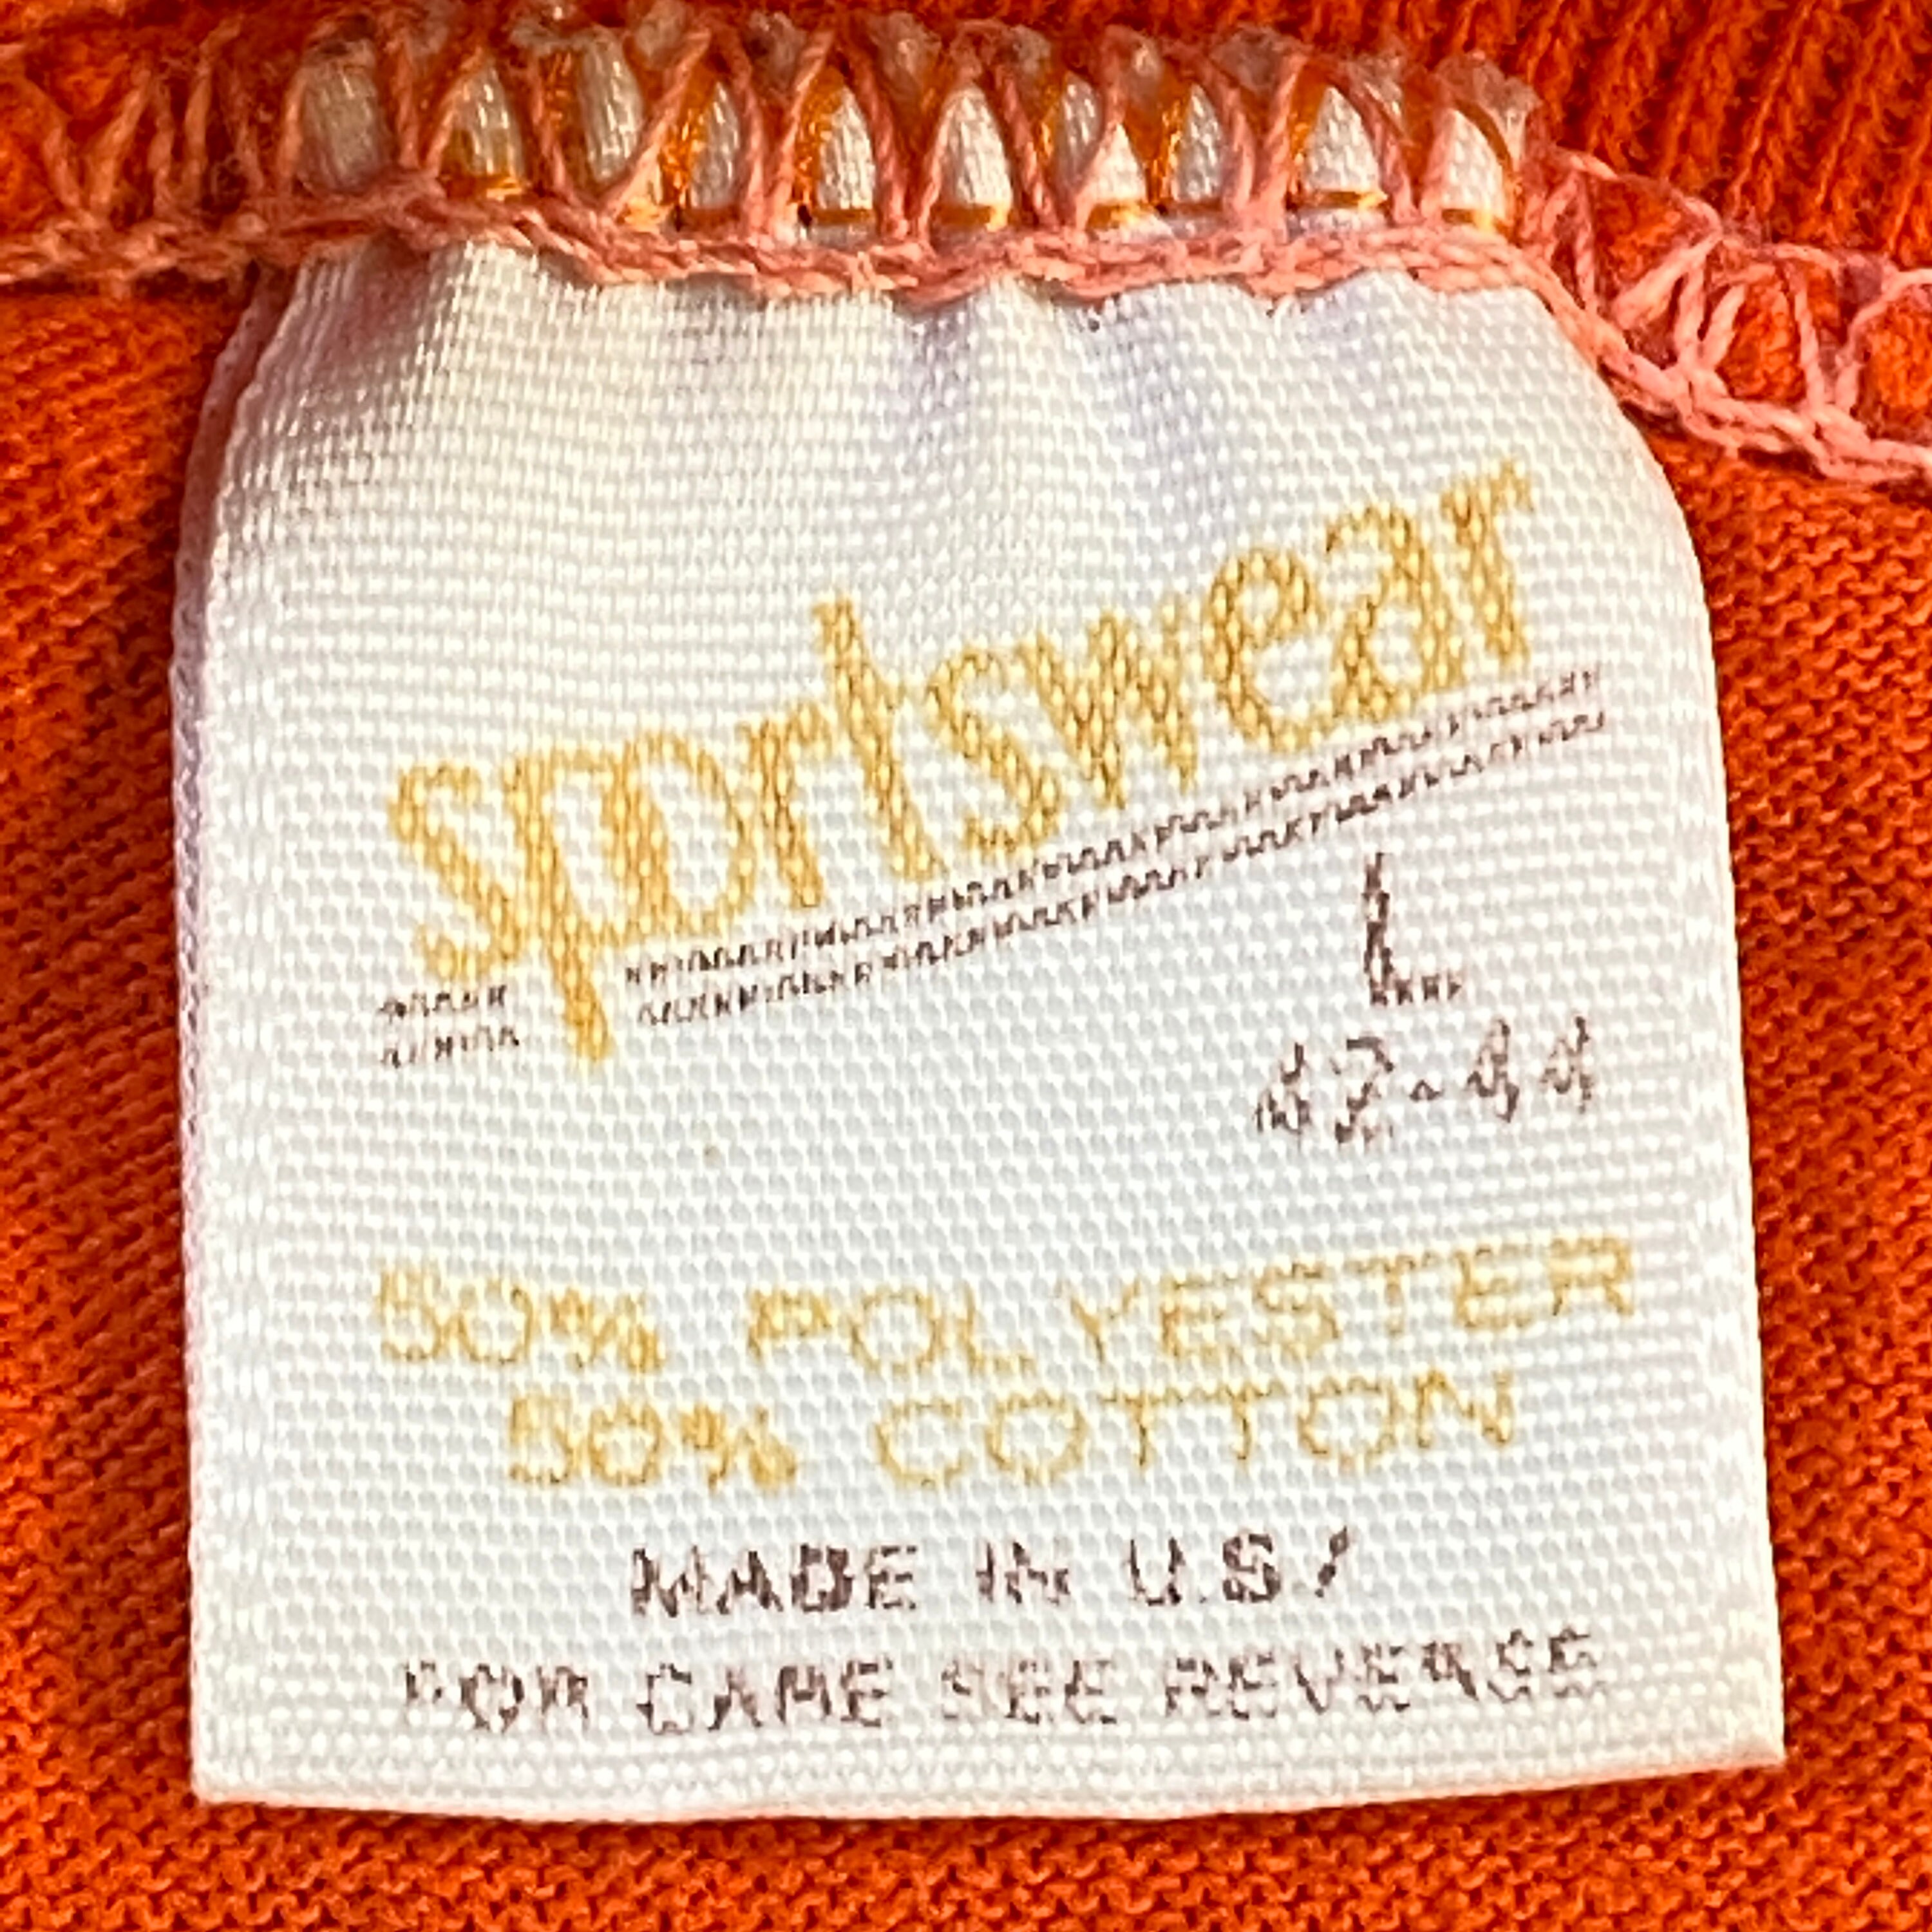 sportswear
L
42-44
50% POLYESTER
50% COTTON
MADE IN U.S.A
FOR CARE SEE REVERSE